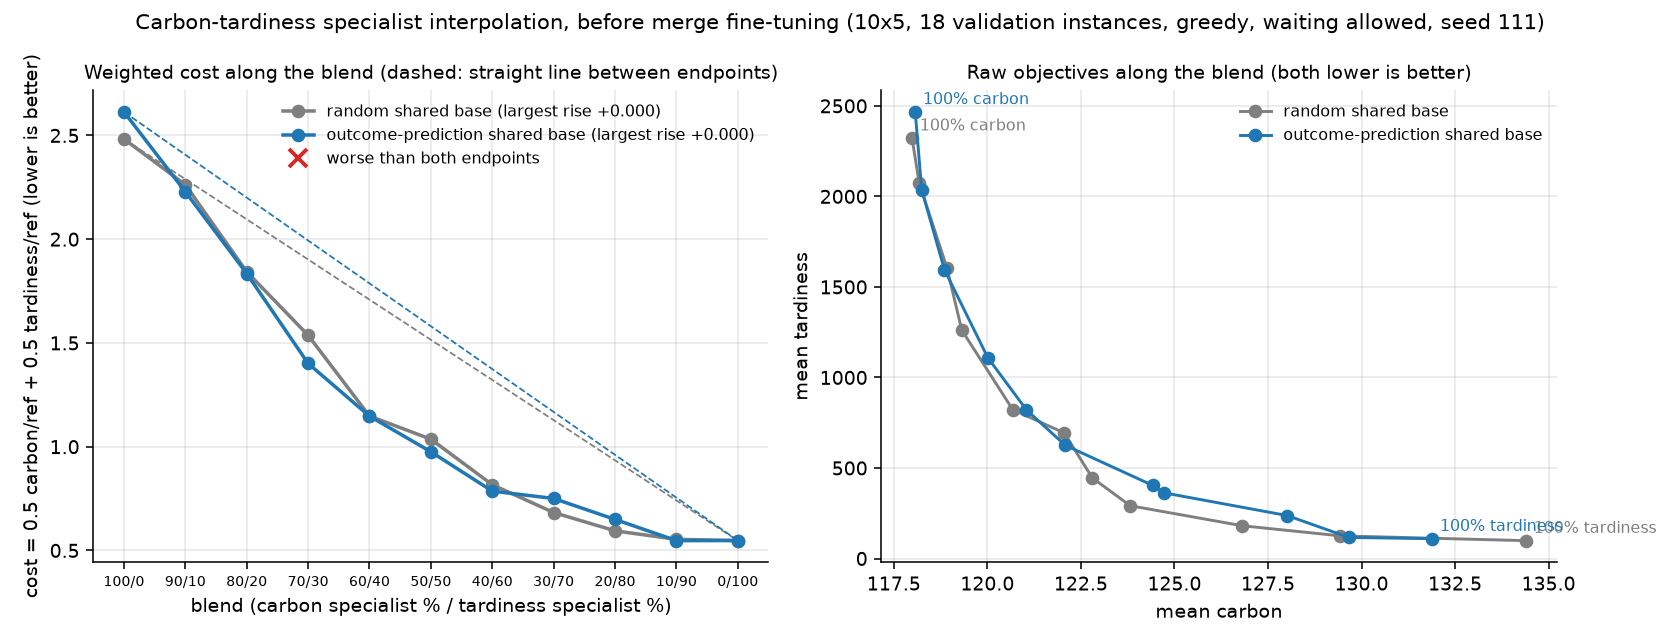 Carbon-tardiness specialist interpolation, before merge fine-tuning (10x5, 18 validation instances, greedy, waiting allowed, seed 111)
Weighted cost along the blend (dashed: straight line between endpoints)
cost = 0.5 carbon/ref + 0.5 tardiness/ref (lower is better)
random shared base (largest rise +0.000)
outcome-prediction shared base (largest rise +0.000)
worse than both endpoints
2.5
2.0
1.5
1.0
0.5
100/0 90/10 80/20 70/30 60/40 50/50 40/60 30/70 20/80 10/90 0/100
blend (carbon specialist % / tardiness specialist %)
Raw objectives along the blend (both lower is better)
mean tardiness
100% carbon
100% carbon
random shared base
outcome-prediction shared base
2500
2000
1500
1000
500
0
100% tardiness
100% tardiness
117.5 120.0 122.5 125.0 127.5 130.0 132.5 135.0
mean carbon